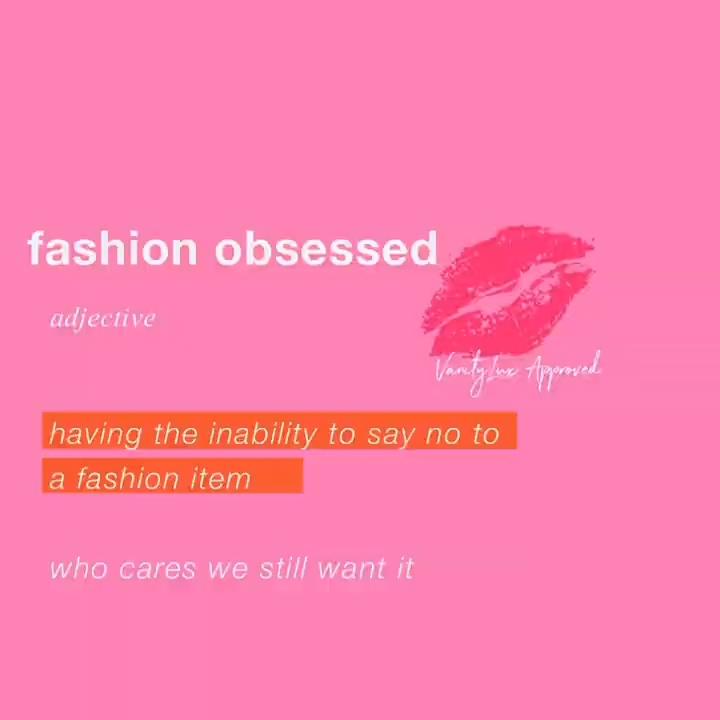 fashion obsessed
adjective
VanityLux Approved
having the inability to say no to
a fashion item
who cares we still want it